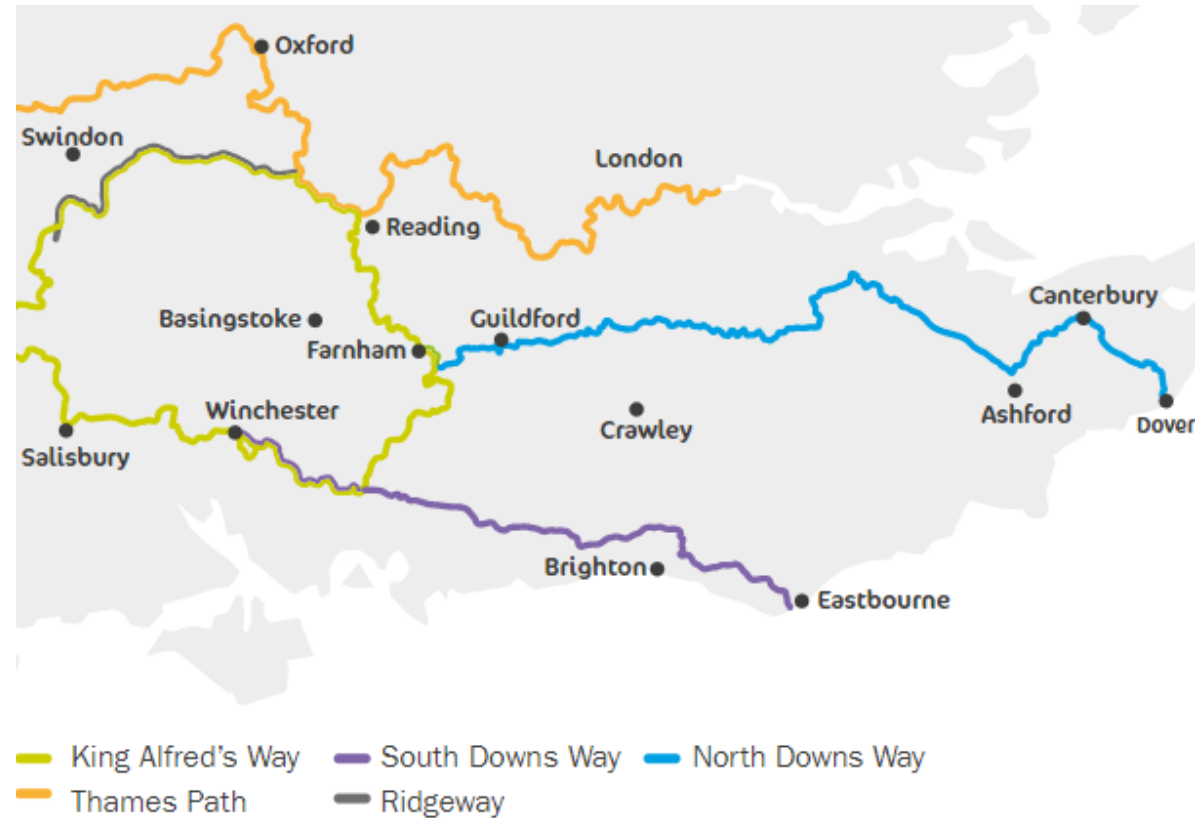 Oxford
Swindon
London
Reading
Canterbury
Basingstoke
Guildford
Farnham
Winchester
Ashford
Dover
Crawley
Salisbury
Brighton
Eastbourne
King Alfred's Way
South Downs Way
North Downs Way
Thames Path
Ridgeway